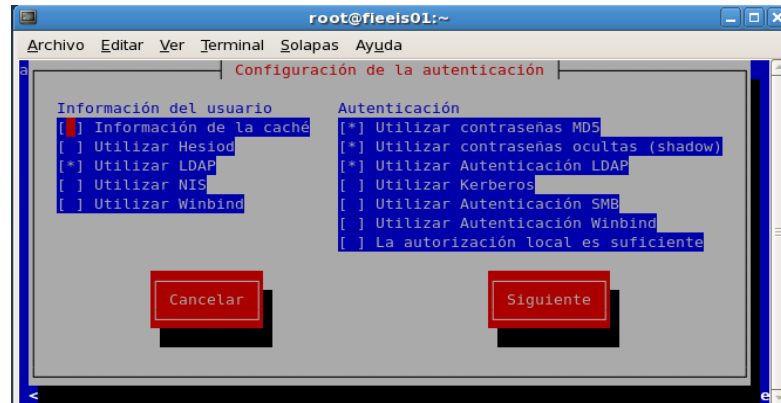 root@fieeis01:~
Archivo Editar Ver Terminal Solapas Ayuda
a
Configuración de la autenticación
Información del usuario
[ ] Información de la caché
[ ] Utilizar Hesiod
[*] Utilizar LDAP
[ ] Utilizar NIS
[ ] Utilizar Winbind
Autenticación
[*] Utilizar contraseñas MD5
[*] Utilizar contraseñas ocultas (shadow)
[*] Utilizar Autenticación LDAP
[ ] Utilizar Kerberos
[ ] Utilizar Autenticación SMB
[ ] Utilizar Autenticación Winbind
[ ] La autorización local es suficiente
Cancelar
Siguiente
< e